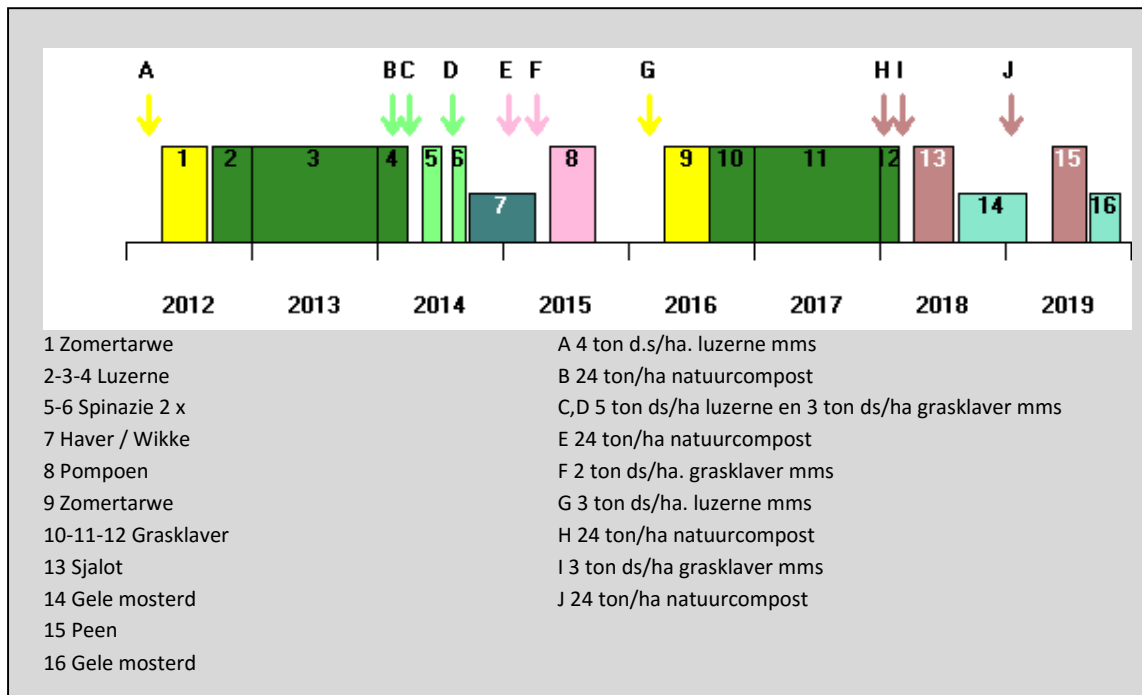 A B C D E F G H I J
1 2 3 4 5 6 7 8 9 10 11 12 13 14 15 16
2012 2013 2014 2015 2016 2017 2018 2019
1 Zomertarwe
2-3-4 Luzerne
5-6 Spinazie 2 x
7 Haver / Wikke
8 Pompoen
9 Zomertarwe
10-11-12 Grasklaver
13 Sjalot
14 Gele mosterd
15 Peen
16 Gele mosterd
A 4 ton d.s/ha. luzerne mms
B 24 ton/ha natuurcompost
C,D 5 ton ds/ha luzerne en 3 ton ds/ha grasklaver mms
E 24 ton/ha natuurcompost
F 2 ton ds/ha. grasklaver mms
G 3 ton ds/ha. luzerne mms
H 24 ton/ha natuurcompost
I 3 ton ds/ha grasklaver mms
J 24 ton/ha natuurcompost